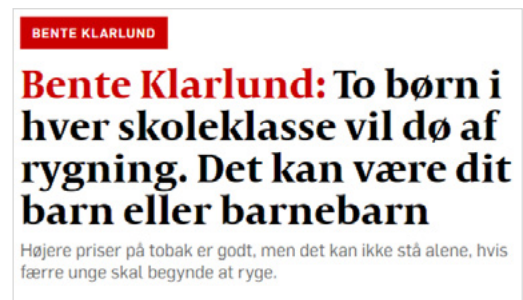 BENTE KLARLUND
Bente Klarlund: To børn i
hver skoleklasse vil dø af
rygning. Det kan være dit
barn eller barnebarn
Højere priser på tobak er godt, men det kan ikke stå alene, hvis
færre unge skal begynde at ryge.